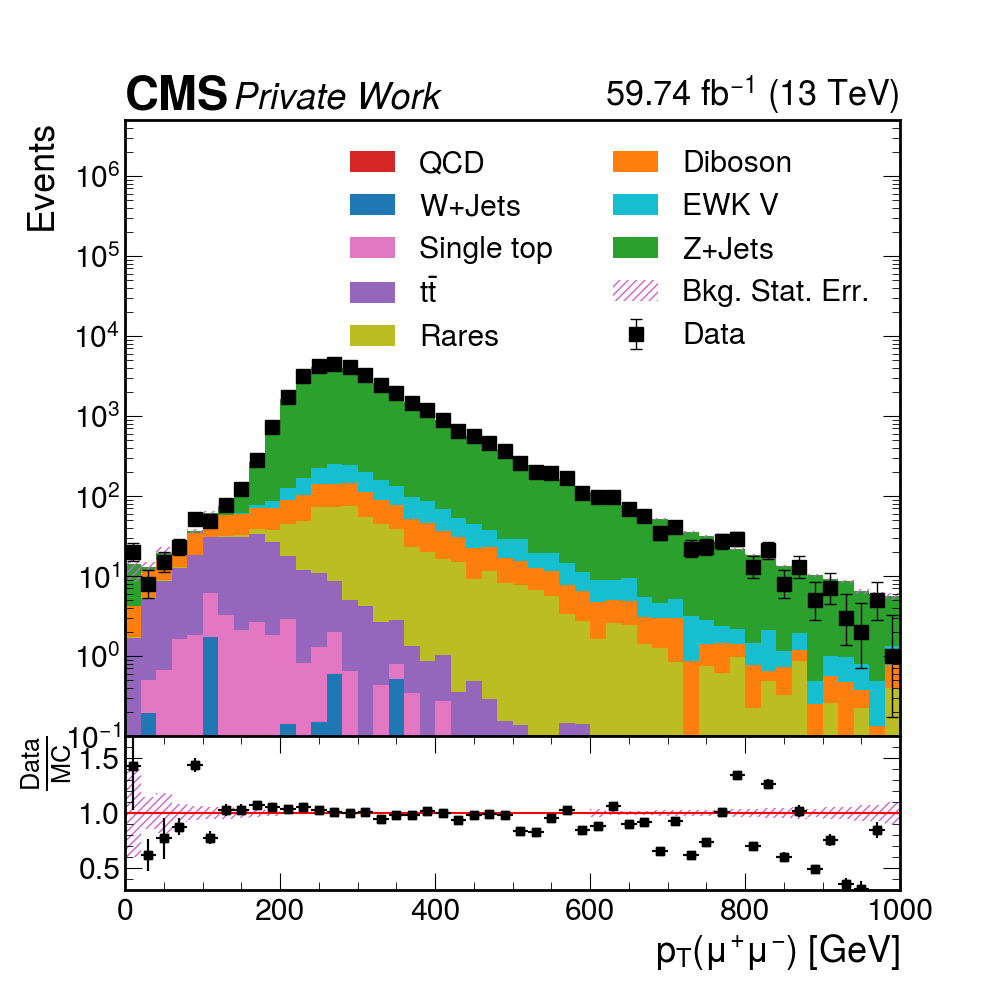 CMS Private Work 59.74 fb⁻¹ (13 TeV)
Events
10⁶
10⁵
10⁴
10³
10²
10¹
10⁰
10⁻¹
QCD
W+Jets
Single top
tt̄
Rares
Diboson
EWK V
Z+Jets
Bkg. Stat. Err.
Data
Data
MC
1.5
1.0
0.5
0 200 400 600 800 1000
p_T(μ⁺μ⁻) [GeV]